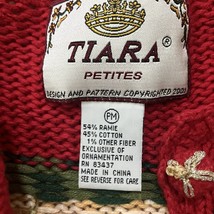 TIARA
PETITES
DESIGN AND PATTERN COPYRIGHTED 2000
PM
54% RAMIE
45% COTTON
1% OTHER FIBER
EXCLUSIVE OF
ORNAMENTATION
RN 83437
MADE IN CHINA
SEE REVERSE FOR CARE